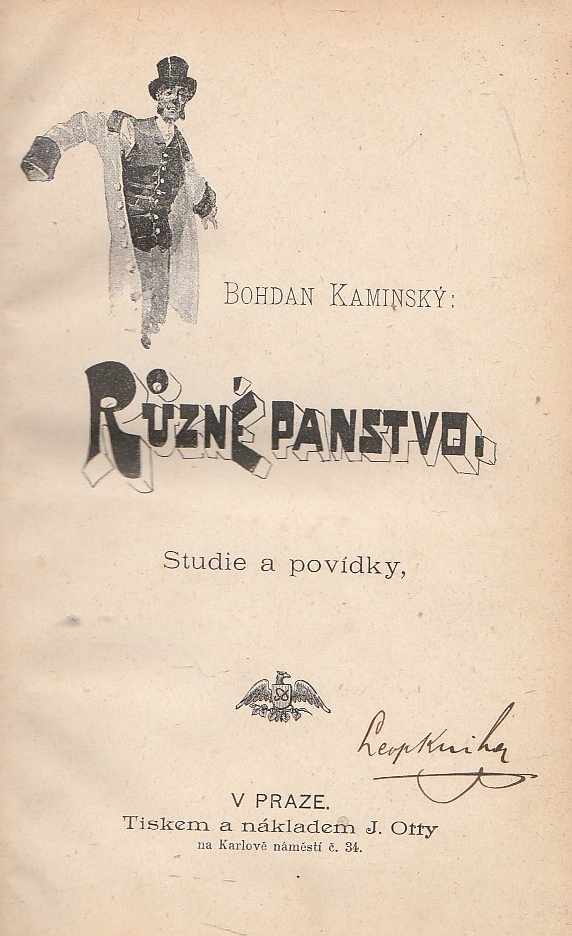 BOHDAN KAMINSKÝ:
RŮZNÉ PANSTVO.
Studie a povídky,
V PRAZE.
Tiskem a nákladem J. Otty
na Karlově náměstí č. 34.